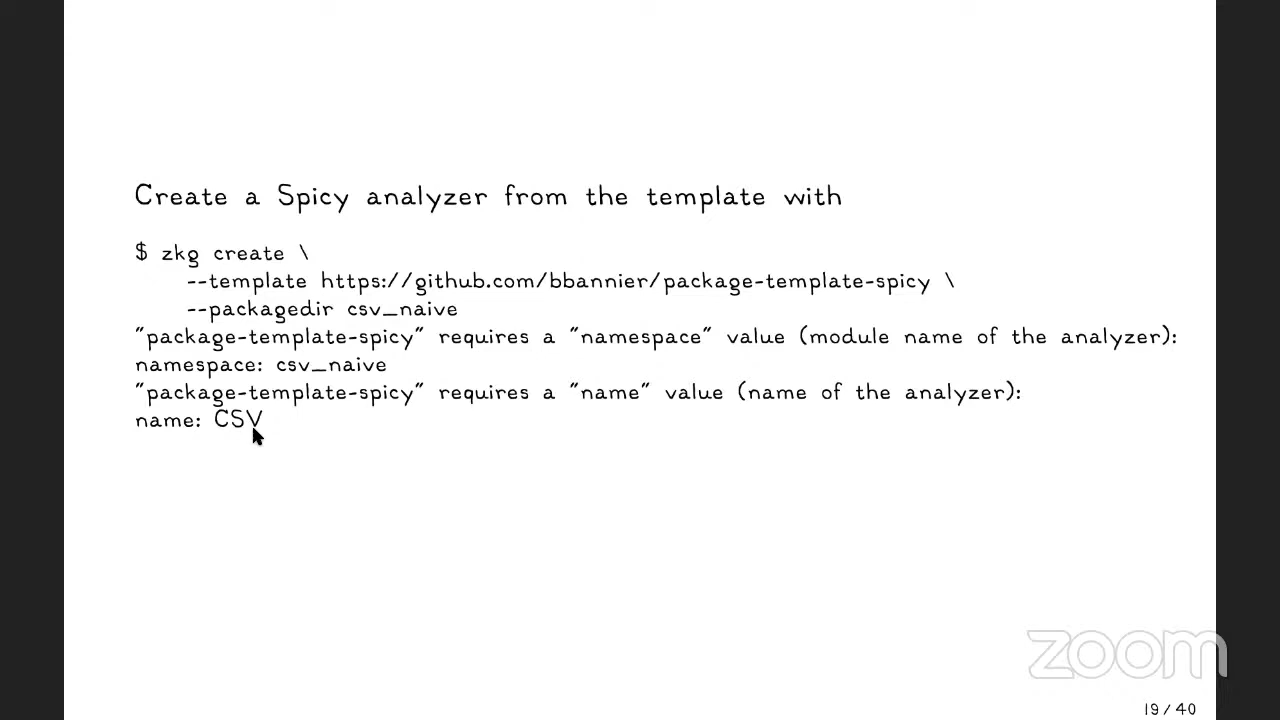 Create a Spicy analyzer from the template with
$ zkg create \
--template https://github.com/bbannier/package-template-spicy \
--packagedir csv_naive
"package-template-spicy" requires a "namespace" value (module name of the analyzer):
namespace: csv_naive
"package-template-spicy" requires a "name" value (name of the analyzer):
name: CSV
zoom
19 / 40